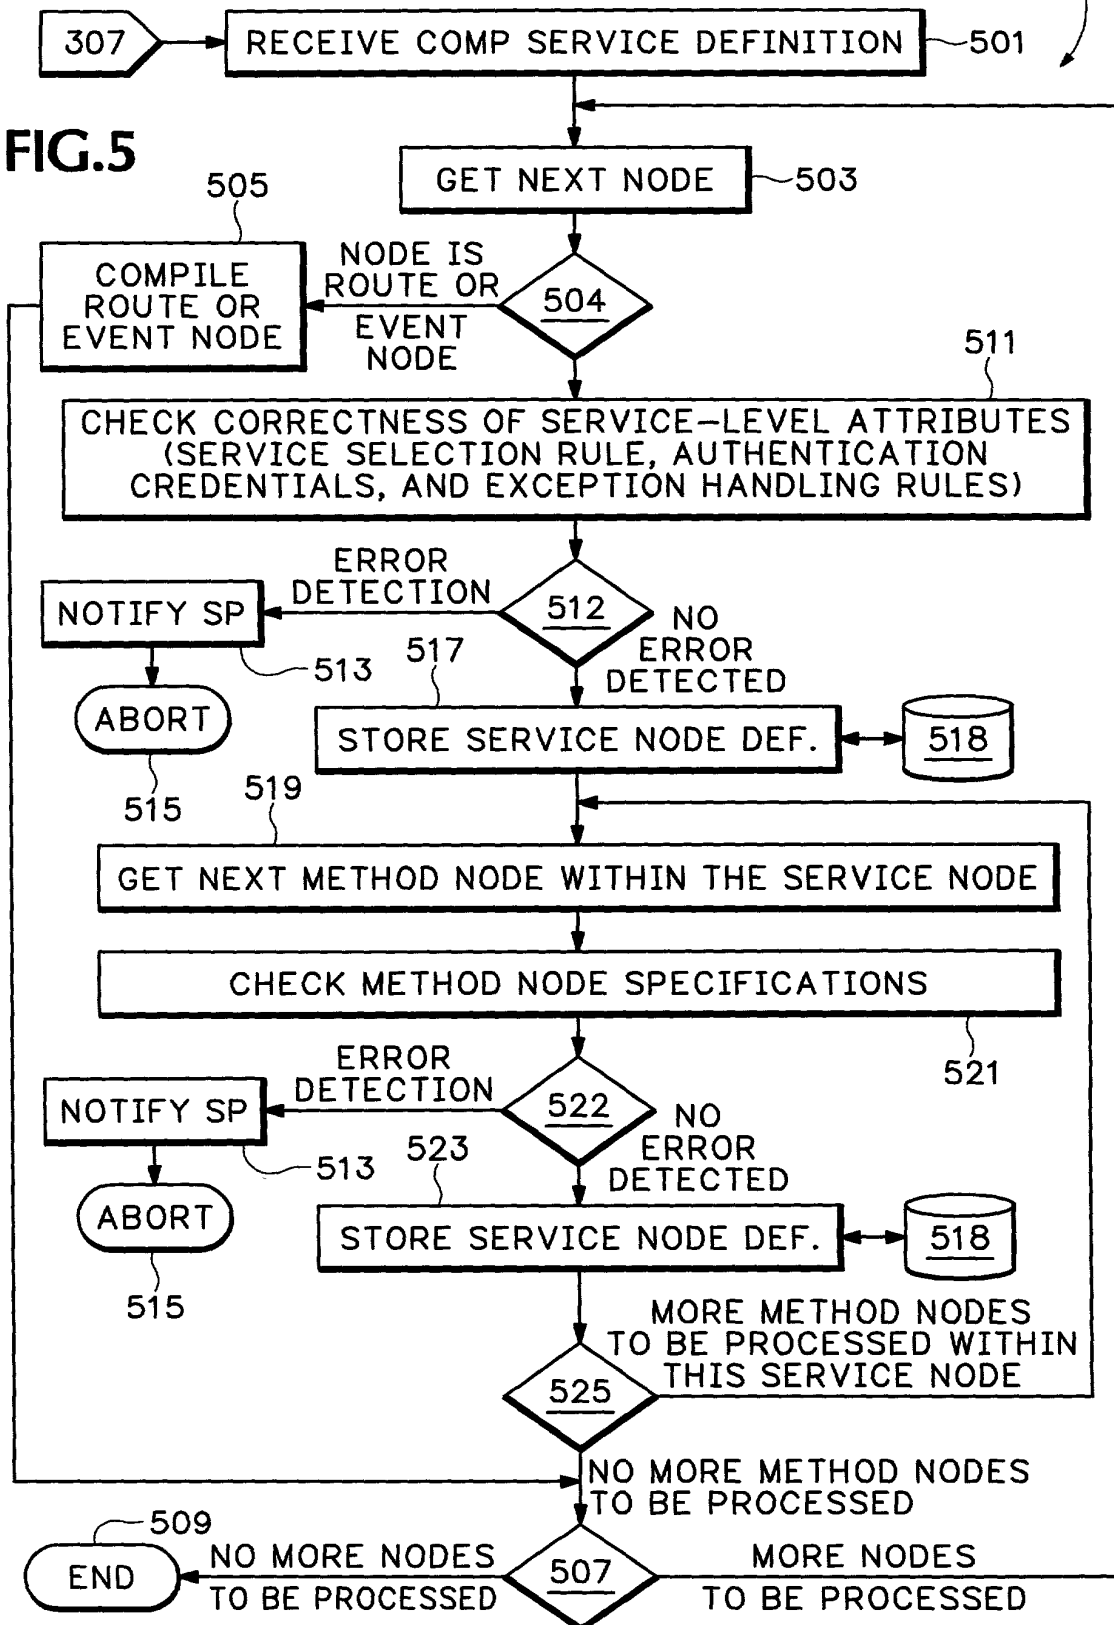 307
RECEIVE COMP SERVICE DEFINITION
501
FIG.5
GET NEXT NODE
503
505
COMPILE
ROUTE OR
EVENT NODE
NODE IS
ROUTE OR
EVENT
NODE
504
511
CHECK CORRECTNESS OF SERVICE-LEVEL ATTRIBUTES
(SERVICE SELECTION RULE, AUTHENTICATION
CREDENTIALS, AND EXCEPTION HANDLING RULES)
ERROR
DETECTION
512
NOTIFY SP
513
NO
ERROR
DETECTED
517
ABORT
515
STORE SERVICE NODE DEF.
518
519
GET NEXT METHOD NODE WITHIN THE SERVICE NODE
CHECK METHOD NODE SPECIFICATIONS
521
ERROR
DETECTION
522
NOTIFY SP
513
NO
ERROR
DETECTED
523
ABORT
515
STORE SERVICE NODE DEF.
518
MORE METHOD NODES
TO BE PROCESSED WITHIN
THIS SERVICE NODE
525
NO MORE METHOD NODES
TO BE PROCESSED
509
END
NO MORE NODES
TO BE PROCESSED
507
MORE NODES
TO BE PROCESSED